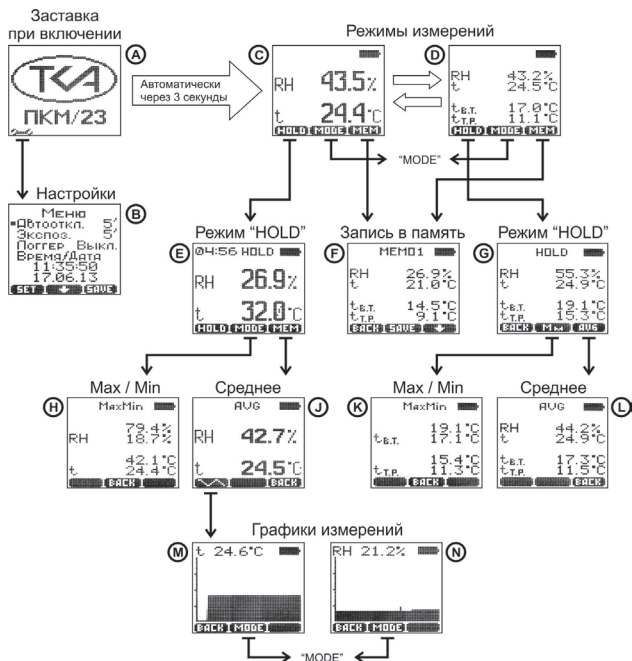 Заставка
при включении
A
ТКА
ПКМ/23
Автоматически
через 3 секунды
Режимы измерений
C
RH 43.5%
t 24.4°C
HOLD MODE MEM
D
RH 43.2%
t 24.5°C
tв.т. 17.0°C
tт.р. 11.1°C
HOLD MODE MEM
“MODE”
Настройки
B
Меню
Автооткл. 5'
Экспоз. 5'
Логгер Выкл.
Время/Дата
11:35:50
17.06.13
SET SAVE
Режим “HOLD”
E
04:56 HOLD
RH 26.9%
t 32.0°C
HOLD MODE MEM
Запись в память
F
MEM01
RH 26.9%
t 21.0°C
tв.т. 14.5°C
tт.р. 9.1°C
BACK SAVE
Режим “HOLD”
G
HOLD
RH 55.3%
t 24.9°C
tв.т. 19.1°C
tт.р. 15.3°C
BACK AVG
Max / Min
H
MaxMin
79.4%
RH 18.7%
42.1°C
t 24.4°C
BACK
Среднее
J
AVG
RH 42.7%
t 24.5°C
BACK
Max / Min
K
MaxMin
19.1°C
tв.т. 17.1°C
15.4°C
tт.р. 11.3°C
BACK
Среднее
L
AVG
RH 44.2%
t 24.9°C
tв.т. 17.3°C
tт.р. 11.5°C
BACK
Графики измерений
M
t 24.6°C
BACK MODE
N
RH 21.2%
BACK MODE
“MODE”